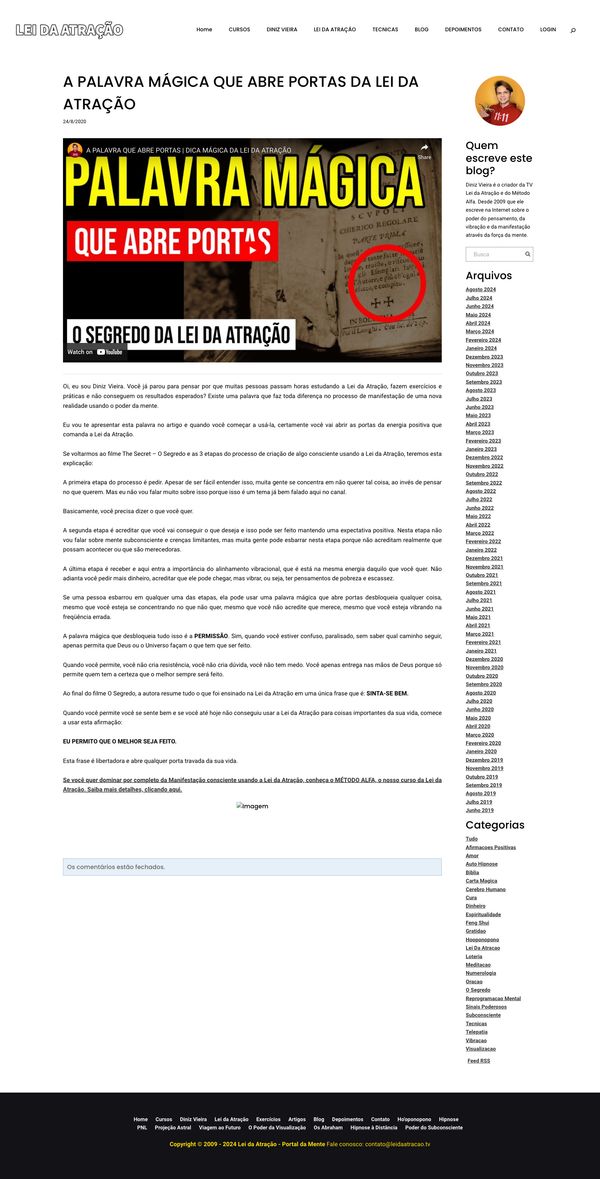 LEI DA ATRAÇÃO
Home CURSOS DINIZ VIEIRA LEI DA ATRAÇÃO TECNICAS BLOG DEPOIMENTOS CONTATO LOGIN
A PALAVRA MÁGICA QUE ABRE PORTAS DA LEI DA
ATRAÇÃO
24/8/2020
A PALAVRA QUE ABRE PORTAS | DICA MÁGICA DA LEI DA ATRAÇÃO
Share
PALAVRA MÁGICA
QUE ABRE PORTAS
O SEGREDO DA LEI DA ATRAÇÃO
Watch on YouTube
Oi, eu sou Diniz Vieira. Você já parou para pensar por que muitas pessoas passam horas estudando a Lei da Atração, fazem exercícios e
práticas e não conseguem os resultados esperados? Existe uma palavra que faz toda diferença no processo de manifestação de uma nova
realidade usando o poder da mente.
Eu vou te apresentar esta palavra no artigo e quando você começar a usá-la, certamente você vai abrir as portas da energia positiva que
comanda a Lei da Atração.
Se voltarmos ao filme The Secret – O Segredo e as 3 etapas do processo de criação de algo consciente usando a Lei da Atração, teremos esta
explicação:
A primeira etapa do processo é pedir. Apesar de ser fácil entender isso, muita gente se concentra em não querer tal coisa, ao invés de pensar
no que querem. Mas eu não vou falar muito sobre isso porque isso é um tema já bem falado aqui no canal.
Basicamente, você precisa dizer o que você quer.
A segunda etapa é acreditar que você vai conseguir o que deseja e isso pode ser feito mantendo uma expectativa positiva. Nesta etapa não
vou falar sobre mente subconsciente e crenças limitantes, mas muita gente pode esbarrar nesta etapa porque não acreditam realmente que
possam acontecer ou que são merecedoras.
A última etapa é receber e aqui entra a importância do alinhamento vibracional, que é está na mesma energia daquilo que você quer. Não
adianta você pedir mais dinheiro, acreditar que ele pode chegar, mas vibrar, ou seja, ter pensamentos de pobreza e escassez.
Se uma pessoa esbarrou em qualquer uma das etapas, ela pode usar uma palavra mágica que abre portas desbloqueia qualquer coisa,
mesmo que você esteja se concentrando no que não quer, mesmo que você não acredite que merece, mesmo que você esteja vibrando na
freqüência errada.
A palavra mágica que desbloqueia tudo isso é a PERMISSÃO. Sim, quando você estiver confuso, paralisado, sem saber qual caminho seguir,
apenas permita que Deus ou o Universo façam o que tem que ser feito.
Quando você permite, você não cria resistência, você não cria dúvida, você não tem medo. Você apenas entrega nas mãos de Deus porque só
permite quem tem a certeza que o melhor sempre será feito.
Ao final do filme O Segredo, a autora resume tudo o que foi ensinado na Lei da Atração em uma única frase que é: SINTA-SE BEM.
Quando você permite você se sente bem e se você até hoje não conseguiu usar a Lei da Atração para coisas importantes da sua vida, comece
a usar esta afirmação:
EU PERMITO QUE O MELHOR SEJA FEITO.
Esta frase é libertadora e abre qualquer porta travada da sua vida.
Se você quer dominar por completo da Manifestação consciente usando a Lei da Atração, conheça o MÉTODO ALFA, o nosso curso da Lei da
Atração. Saiba mais detalhes, clicando aqui.
Imagem
Os comentários estão fechados.
11:11
Quem
escreve este
blog?
Diniz Vieira é o criador da TV
Lei da Atração e do Método
Alfa. Desde 2009 que ele
escreve na Internet sobre o
poder do pensamento, da
vibração e da manifestação
através da força da mente.
Busca
Arquivos
Agosto 2024
Julho 2024
Junho 2024
Maio 2024
Abril 2024
Março 2024
Fevereiro 2024
Janeiro 2024
Dezembro 2023
Novembro 2023
Outubro 2023
Setembro 2023
Agosto 2023
Julho 2023
Junho 2023
Maio 2023
Abril 2023
Março 2023
Fevereiro 2023
Janeiro 2023
Dezembro 2022
Novembro 2022
Outubro 2022
Setembro 2022
Agosto 2022
Julho 2022
Junho 2022
Maio 2022
Abril 2022
Março 2022
Fevereiro 2022
Janeiro 2022
Dezembro 2021
Novembro 2021
Outubro 2021
Setembro 2021
Agosto 2021
Julho 2021
Junho 2021
Maio 2021
Abril 2021
Março 2021
Fevereiro 2021
Janeiro 2021
Dezembro 2020
Novembro 2020
Outubro 2020
Setembro 2020
Agosto 2020
Julho 2020
Junho 2020
Maio 2020
Abril 2020
Março 2020
Fevereiro 2020
Janeiro 2020
Dezembro 2019
Novembro 2019
Outubro 2019
Setembro 2019
Agosto 2019
Julho 2019
Junho 2019
Categorias
Tudo
Afirmacoes Positivas
Amor
Auto Hipnose
Bíblia
Carta Magica
Cerebro Humano
Cura
Dinheiro
Espiritualidade
Feng Shui
Gratidao
Hooponopono
Lei Da Atracao
Loteria
Meditacao
Numerologia
Oracao
O Segredo
Reprogramacao Mental
Sinais Poderosos
Subconsciente
Tecnicas
Telepatia
Vibracao
Visualizacao
Feed RSS
Home Cursos Diniz Vieira Lei da Atração Exercícios Artigos Blog Depoimentos Contato Ho'oponopono Hipnose
PNL Projeção Astral Viagem ao Futuro O Poder da Visualização Os Abraham Hipnose à Distância Poder do Subconsciente
Copyright © 2009 - 2024 Lei da Atração - Portal da Mente Fale conosco: contato@leidaatracao.tv